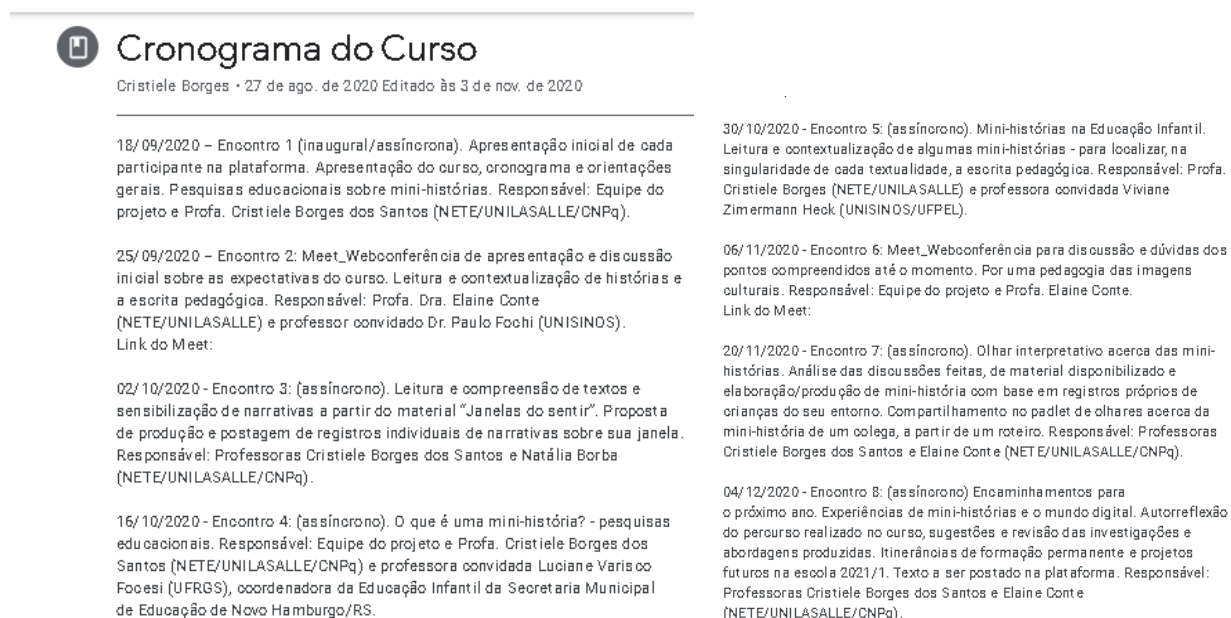 Cronograma do Curso
Cristiele Borges • 27 de ago. de 2020 Editado às 3 de nov. de 2020
18/09/2020 – Encontro 1 (inaugural/assíncrona). Apresentação inicial de cada
participante na plataforma. Apresentação do curso, cronograma e orientações
gerais. Pesquisas educacionais sobre mini-histórias. Responsável: Equipe do
projeto e Profa. Cristiele Borges dos Santos (NETE/UNILASALLE/CNPq).
25/09/2020 – Encontro 2: Meet_Webconferência de apresentação e discussão
inicial sobre as expectativas do curso. Leitura e contextualização de histórias e
a escrita pedagógica. Responsável: Profa. Dra. Elaine Conte
(NETE/UNILASALLE) e professor convidado Dr. Paulo Fochi (UNISINOS).
Link do Meet:
02/10/2020 - Encontro 3: (assíncrono). Leitura e compreensão de textos e
sensibilização de narrativas a partir do material “Janelas do sentir”. Proposta
de produção e postagem de registros individuais de narrativas sobre sua janela.
Responsável: Professoras Cristiele Borges dos Santos e Natália Borba
(NETE/UNILASALLE/CNPq).
16/10/2020 - Encontro 4: (assíncrono). O que é uma mini-história? - pesquisas
educacionais. Responsável: Equipe do projeto e Profa. Cristiele Borges dos
Santos (NETE/UNILASALLE/CNPq) e professora convidada Luciane Varisco
Focesi (UFRGS), coordenadora da Educação Infantil da Secretaria Municipal
de Educação de Novo Hamburgo/RS.
30/10/2020 - Encontro 5: (assíncrono). Mini-histórias na Educação Infantil.
Leitura e contextualização de algumas mini-histórias - para localizar, na
singularidade de cada textualidade, a escrita pedagógica. Responsável: Profa.
Cristiele Borges (NETE/UNILASALLE) e professora convidada Viviane
Zimermann Heck (UNISINOS/UFPEL).
06/11/2020 - Encontro 6: Meet_Webconferência para discussão e dúvidas dos
pontos compreendidos até o momento. Por uma pedagogia das imagens
culturais. Responsável: Equipe do projeto e Profa. Elaine Conte.
Link do Meet:
20/11/2020 - Encontro 7: (assíncrono). Olhar interpretativo acerca das mini-
histórias. Análise das discussões feitas, de material disponibilizado e
elaboração/produção de mini-história com base em registros próprios de
crianças do seu entorno. Compartilhamento no padlet de olhares acerca da
mini-história de um colega, a partir de um roteiro. Responsável: Professoras
Cristiele Borges dos Santos e Elaine Conte (NETE/UNILASALLE/CNPq).
04/12/2020 - Encontro 8: (assíncrono) Encaminhamentos para
o próximo ano. Experiências de mini-histórias e o mundo digital. Autorreflexão
do percurso realizado no curso, sugestões e revisão das investigações e
abordagens produzidas. Itinerâncias de formação permanente e projetos
futuros na escola 2021/1. Texto a ser postado na plataforma. Responsável:
Professoras Cristiele Borges dos Santos e Elaine Conte
(NETE/UNILASALLE/CNPq).